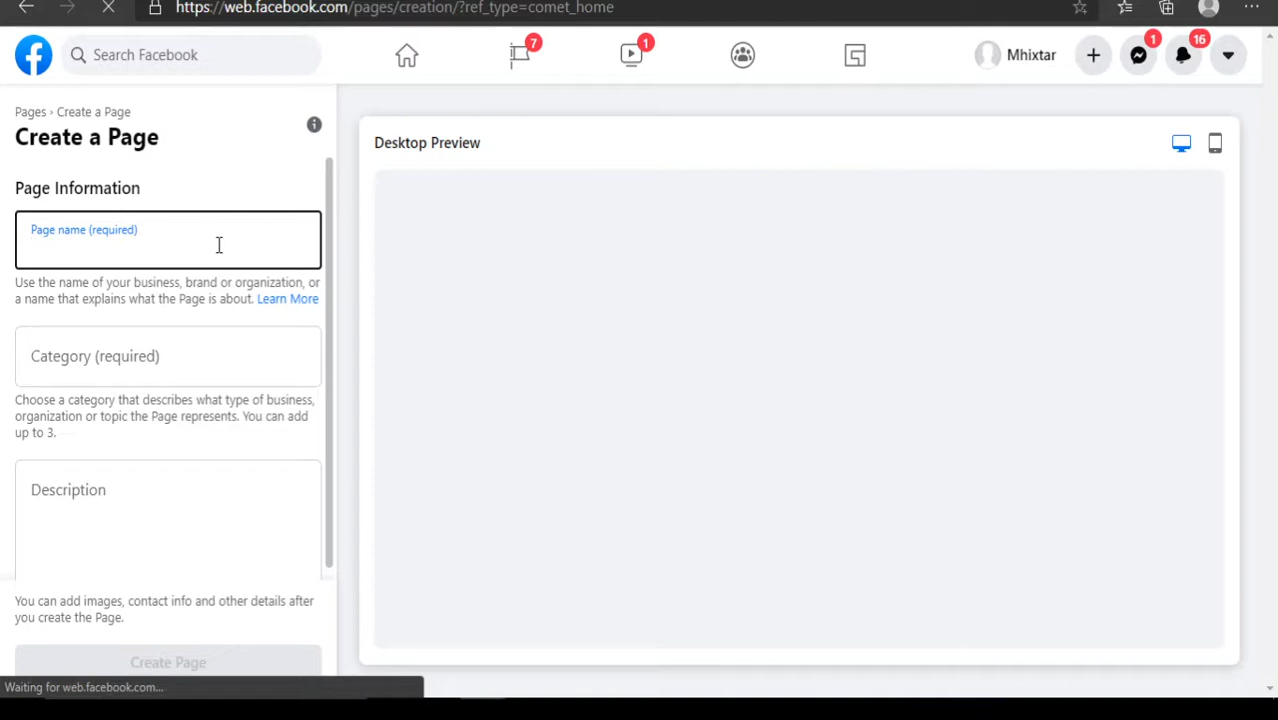 https://web.facebook.com/pages/creation/?ref_type=comet_home
Search Facebook
7
1
Mhixtar
1
16
Pages › Create a Page
Create a Page
Page Information
Page name (required)
Use the name of your business, brand or organization, or
a name that explains what the Page is about. Learn More
Category (required)
Choose a category that describes what type of business,
organization or topic the Page represents. You can add
up to 3.
Description
You can add images, contact info and other details after
you create the Page.
Create Page
Waiting for web.facebook.com...
Desktop Preview